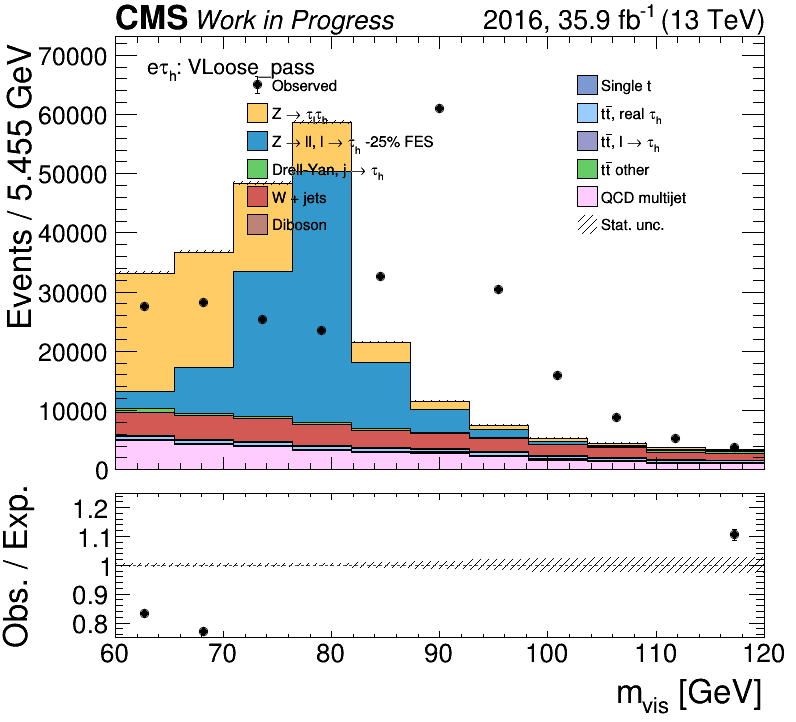 CMS Work in Progress 2016, 35.9 fb⁻¹ (13 TeV)
Events / 5.455 GeV
70000
60000
50000
40000
30000
20000
10000
0
eτₕ: VLoose_pass
Observed
Z → τₗτₕ
Z → ll, l → τₕ -25% FES
Drell-Yan, j → τₕ
W + jets
Diboson
Single t
tt̄, real τₕ
tt̄, l → τₕ
tt̄ other
QCD multijet
Stat. unc.
Obs. / Exp.
1.2
1.1
1
0.9
0.8
60 70 80 90 100 110 120
m_vis [GeV]